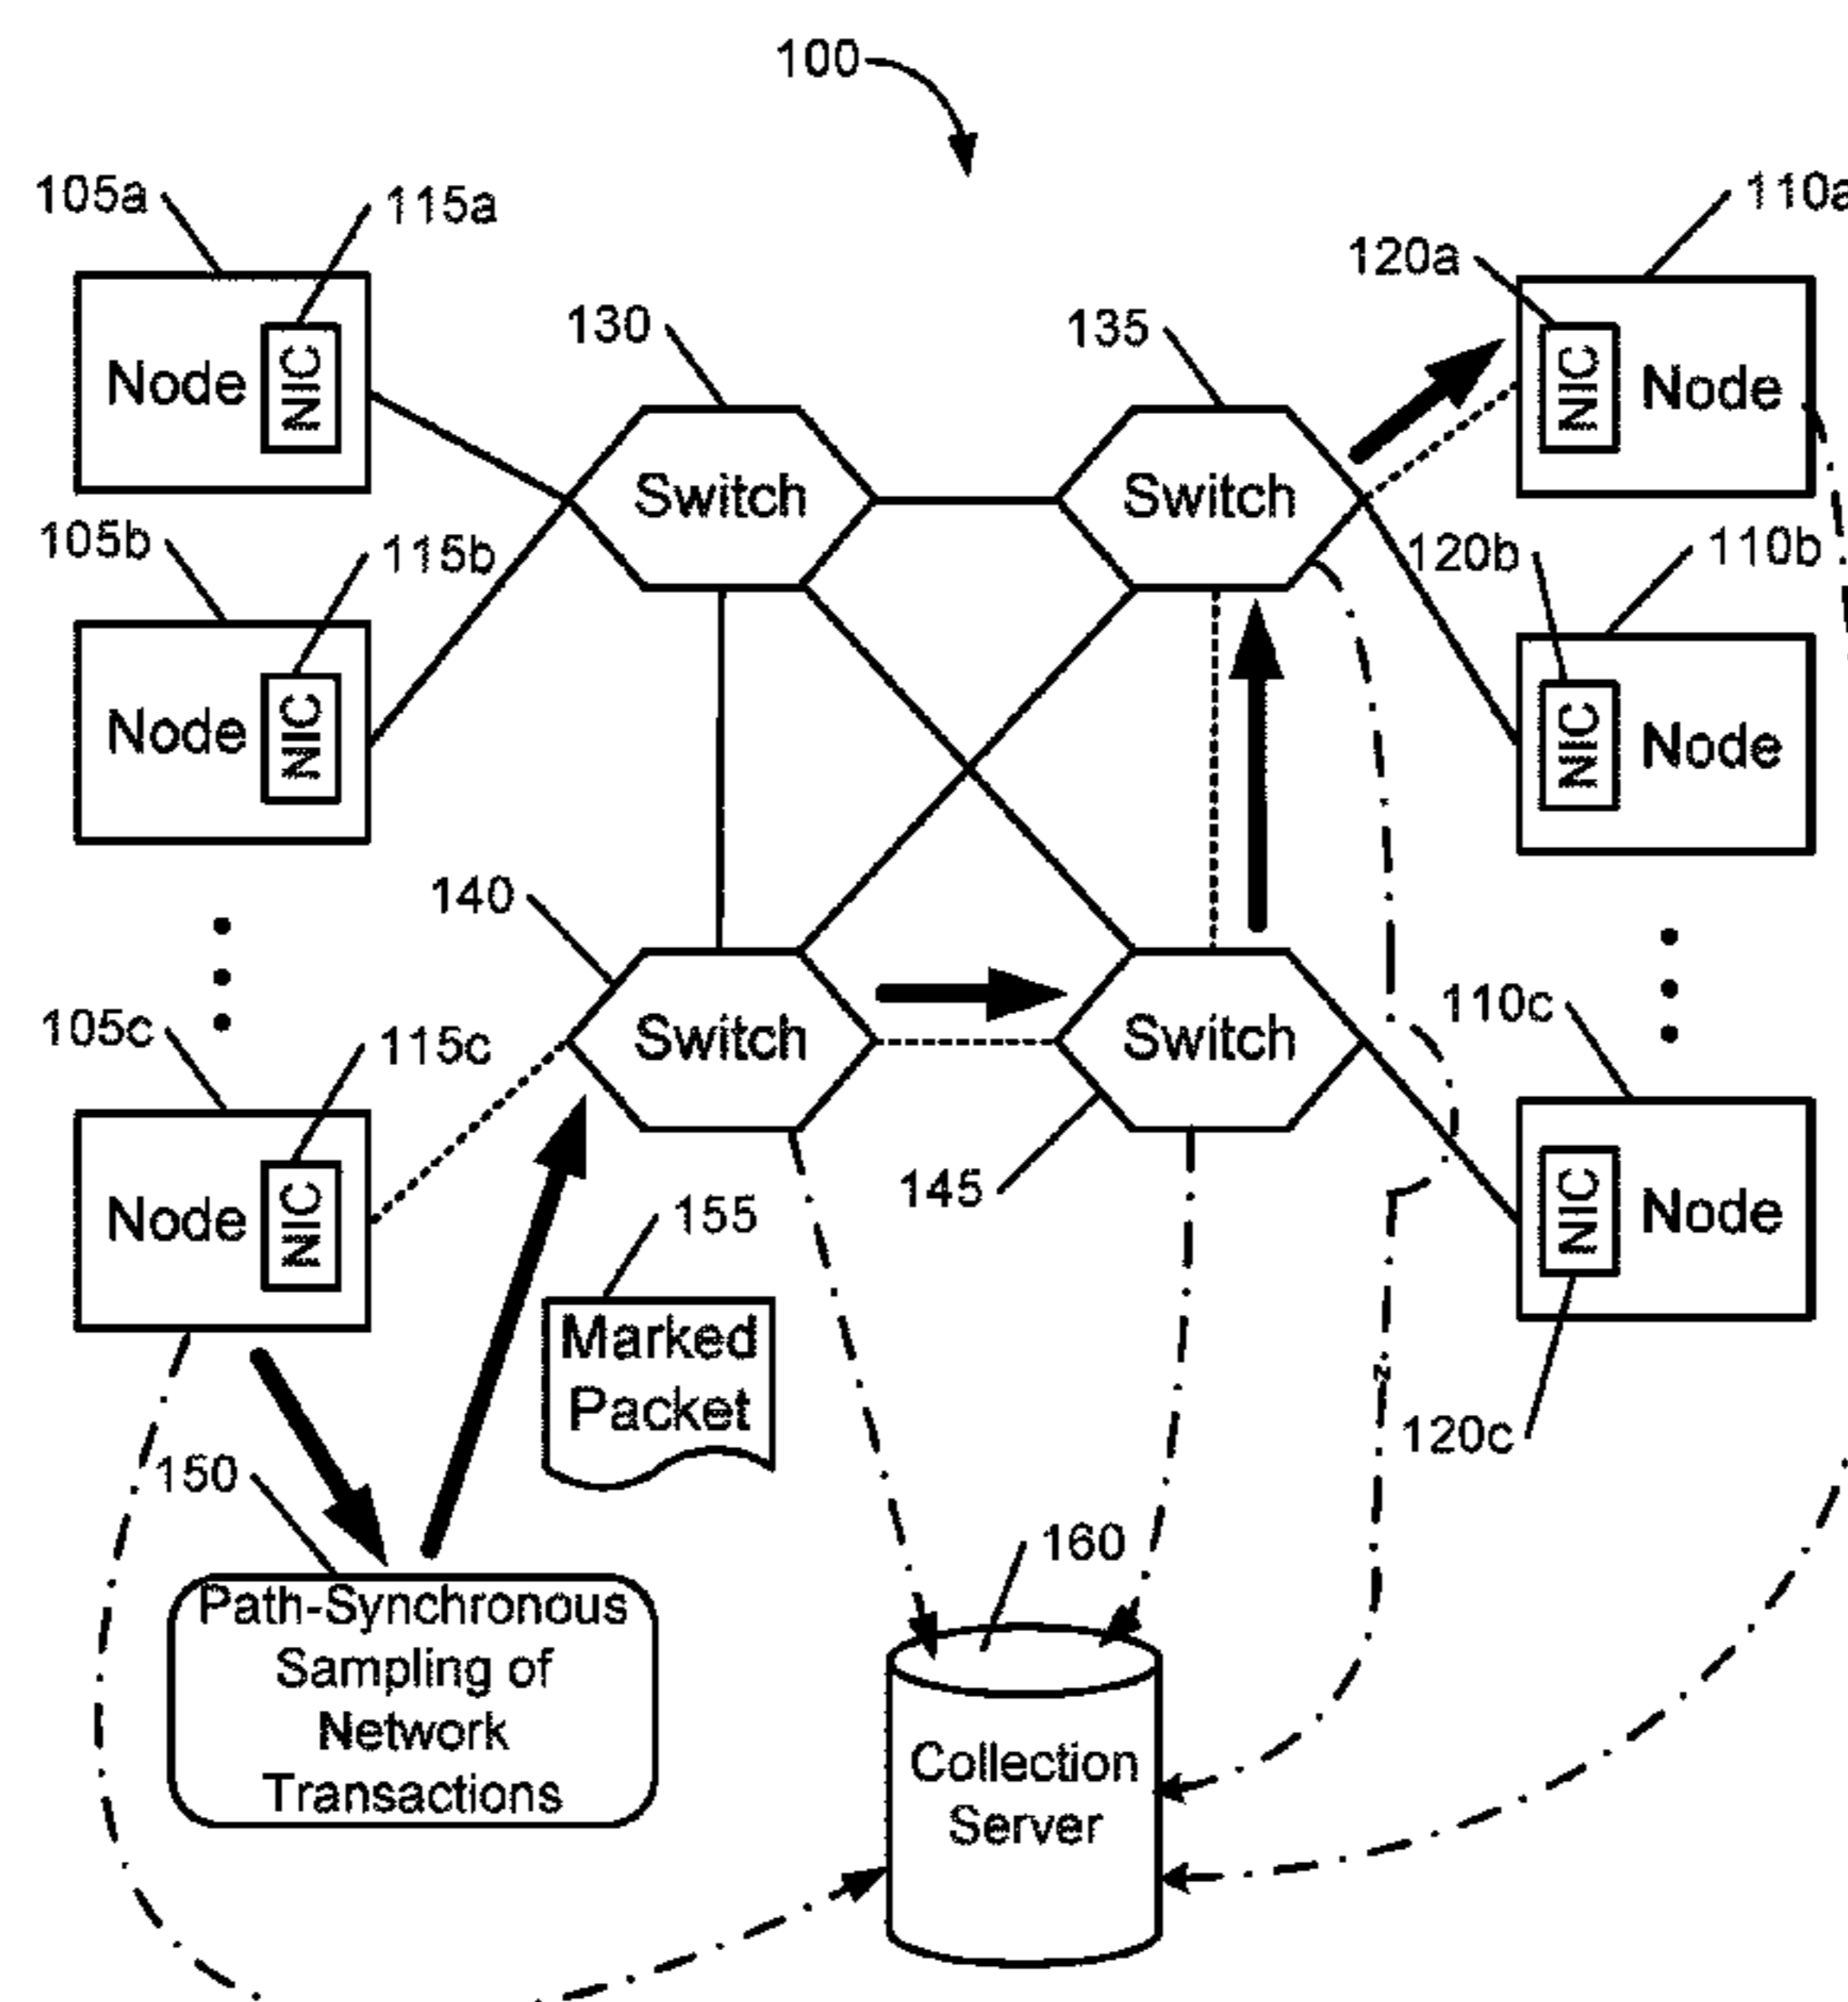 100
105a
115a
110a
120a
130
135
Node
NIC
NIC
Node
Switch
Switch
105b
115b
120b
110b
Node
NIC
NIC
Node
140
105c
115c
110c
Switch
Switch
145
Node
NIC
NIC
Node
155
Marked
Packet
120c
150
160
Path-Synchronous
Sampling of
Network
Transactions
Collection
Server